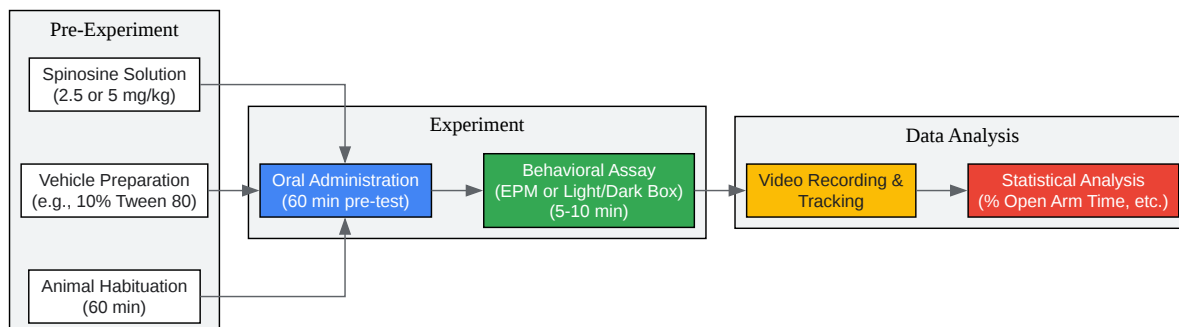 Pre-Experiment
Spinosine Solution
(2.5 or 5 mg/kg)
Vehicle Preparation
(e.g., 10% Tween 80)
Animal Habituation
(60 min)
Experiment
Oral Administration
(60 min pre-test)
Behavioral Assay
(EPM or Light/Dark Box)
(5-10 min)
Data Analysis
Video Recording &
Tracking
Statistical Analysis
(% Open Arm Time, etc.)